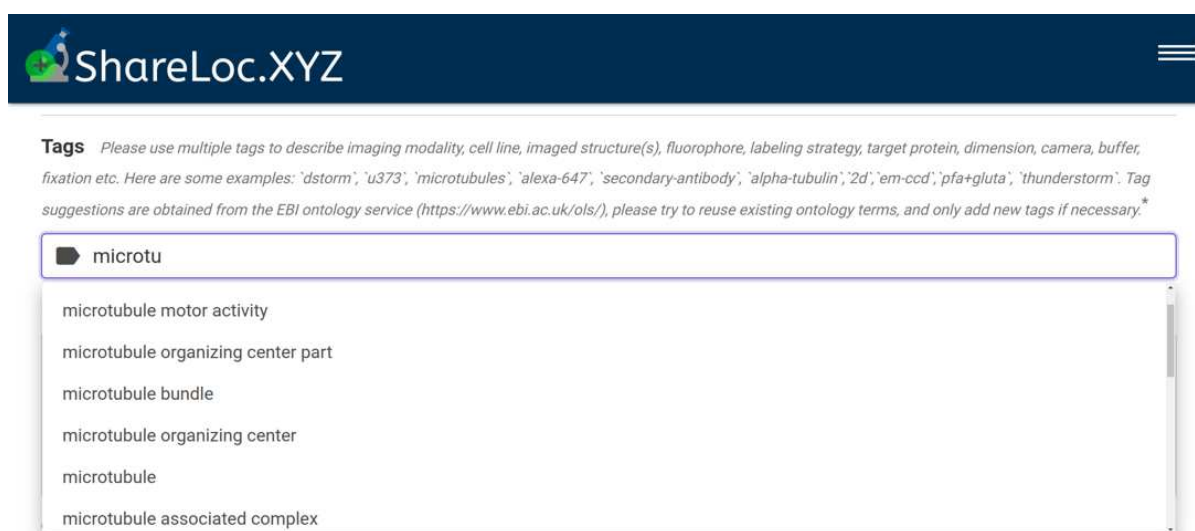 ShareLoc.XYZ
Tags Please use multiple tags to describe imaging modality, cell line, imaged structure(s), fluorophore, labeling strategy, target protein, dimension, camera, buffer,
fixation etc. Here are some examples: `dstorm`, `u373`, `microtubules`, `alexa-647`, `secondary-antibody`, `alpha-tubulin`,`2d`,`em-ccd`,`pfa+gluta`, `thunderstorm`. Tag
suggestions are obtained from the EBI ontology service (https://www.ebi.ac.uk/ols/), please try to reuse existing ontology terms, and only add new tags if necessary.*
microtu
microtubule motor activity
microtubule organizing center part
microtubule bundle
microtubule organizing center
microtubule
microtubule associated complex